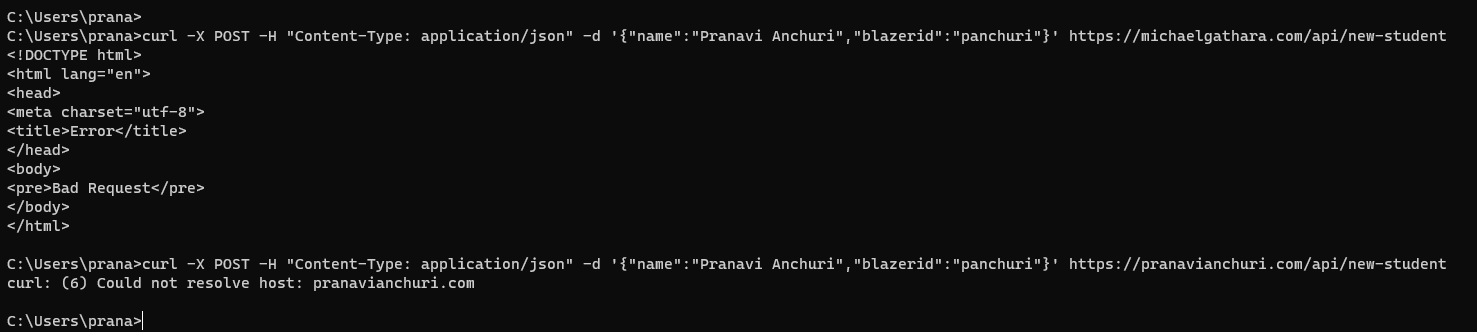 C:\Users\prana>
C:\Users\prana>curl -X POST -H "Content-Type: application/json" -d '{"name":"Pranavi Anchuri","blazerid":"panchuri"}' https://michaelgathara.com/api/new-student
<!DOCTYPE html>
<html lang="en">
<head>
<meta charset="utf-8">
<title>Error</title>
</head>
<body>
<pre>Bad Request</pre>
</body>
</html>
C:\Users\prana>curl -X POST -H "Content-Type: application/json" -d '{"name":"Pranavi Anchuri","blazerid":"panchuri"}' https://pranavianchuri.com/api/new-student
curl: (6) Could not resolve host: pranavianchuri.com
C:\Users\prana>